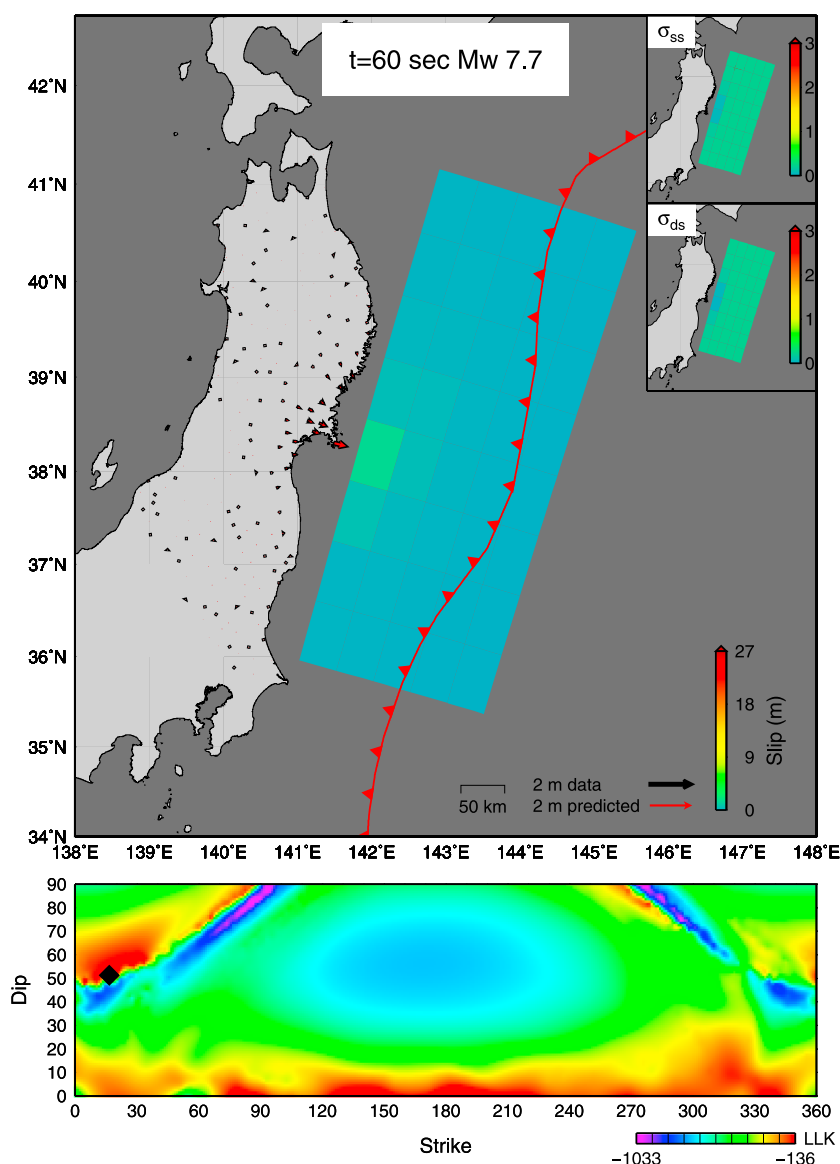 t=60 sec Mw 7.7
σss
3
2
1
0
σds
3
2
1
0
42°N
41°N
40°N
39°N
38°N
37°N
36°N
35°N
34°N
27
18
9
0
Slip (m)
50 km
2 m data
2 m predicted
138°E
139°E
140°E
141°E
142°E
143°E
144°E
145°E
146°E
147°E
148°E
90
80
70
60
50
40
30
20
10
0
Dip
0
30
60
90
120
150
180
210
240
270
300
330
360
Strike
LLK
−1033
−136